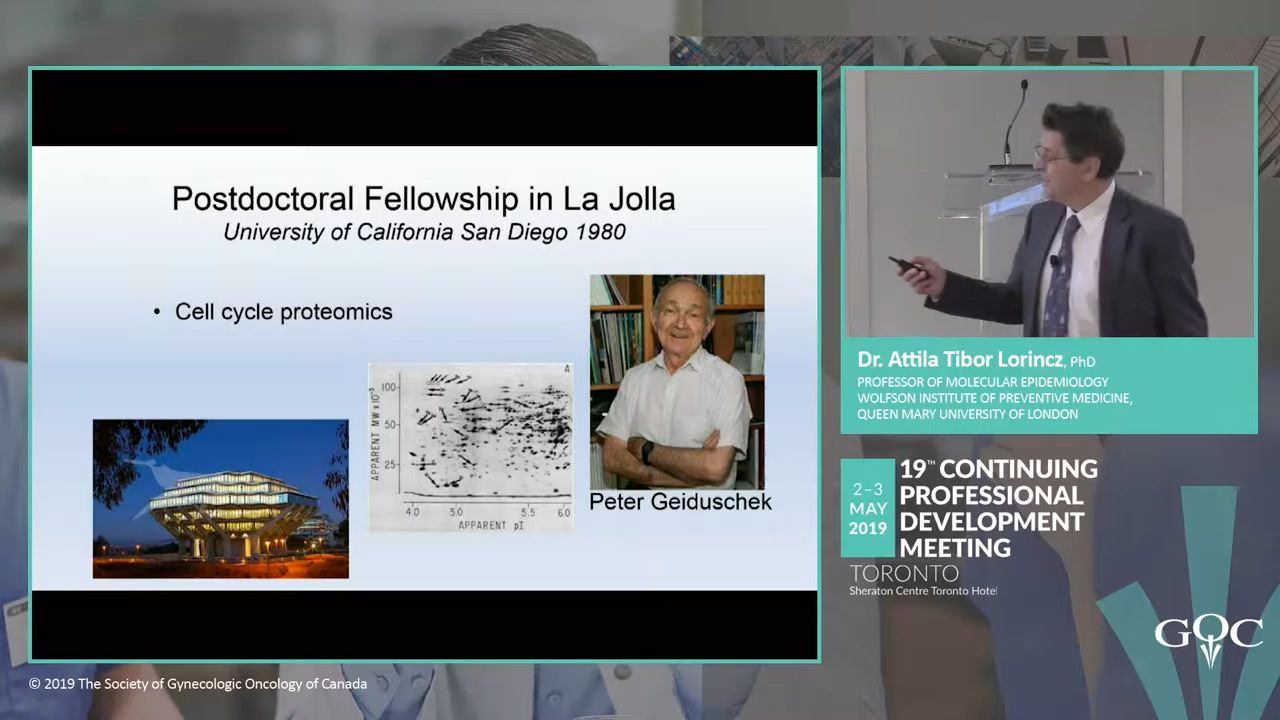 Postdoctoral Fellowship in La Jolla
University of California San Diego 1980
• Cell cycle proteomics
A
100
50
25
APPARENT MW x 10⁻³
4.0 5.0 5.5 6.0
APPARENT pI
Peter Geiduschek
Dr. Attila Tibor Lorincz, PhD
PROFESSOR OF MOLECULAR EPIDEMIOLOGY
WOLFSON INSTITUTE OF PREVENTIVE MEDICINE,
QUEEN MARY UNIVERSITY OF LONDON
2–3
MAY
2019
19™ CONTINUING
PROFESSIONAL
DEVELOPMENT
MEETING
TORONTO
Sheraton Centre Toronto Hotel
GOC
© 2019 The Society of Gynecologic Oncology of Canada